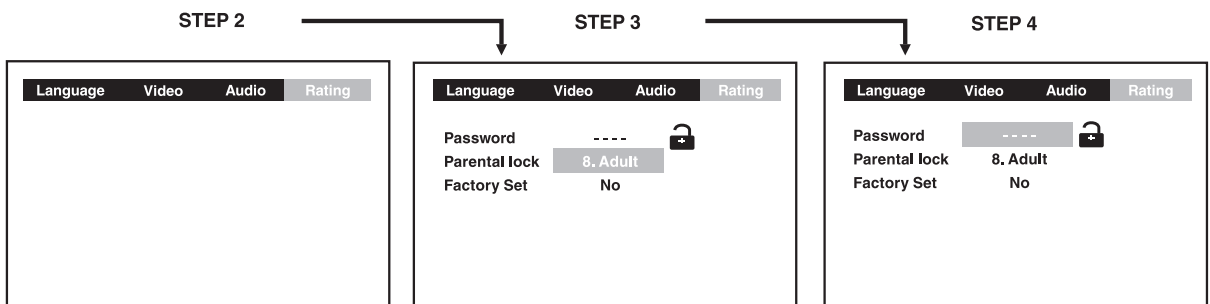 STEP 2 STEP 3 STEP 4
Language Video Audio Rating
Language Video Audio Rating
Password ----
Parental lock 8. Adult
Factory Set No
Language Video Audio Rating
Password ----
Parental lock 8. Adult
Factory Set No